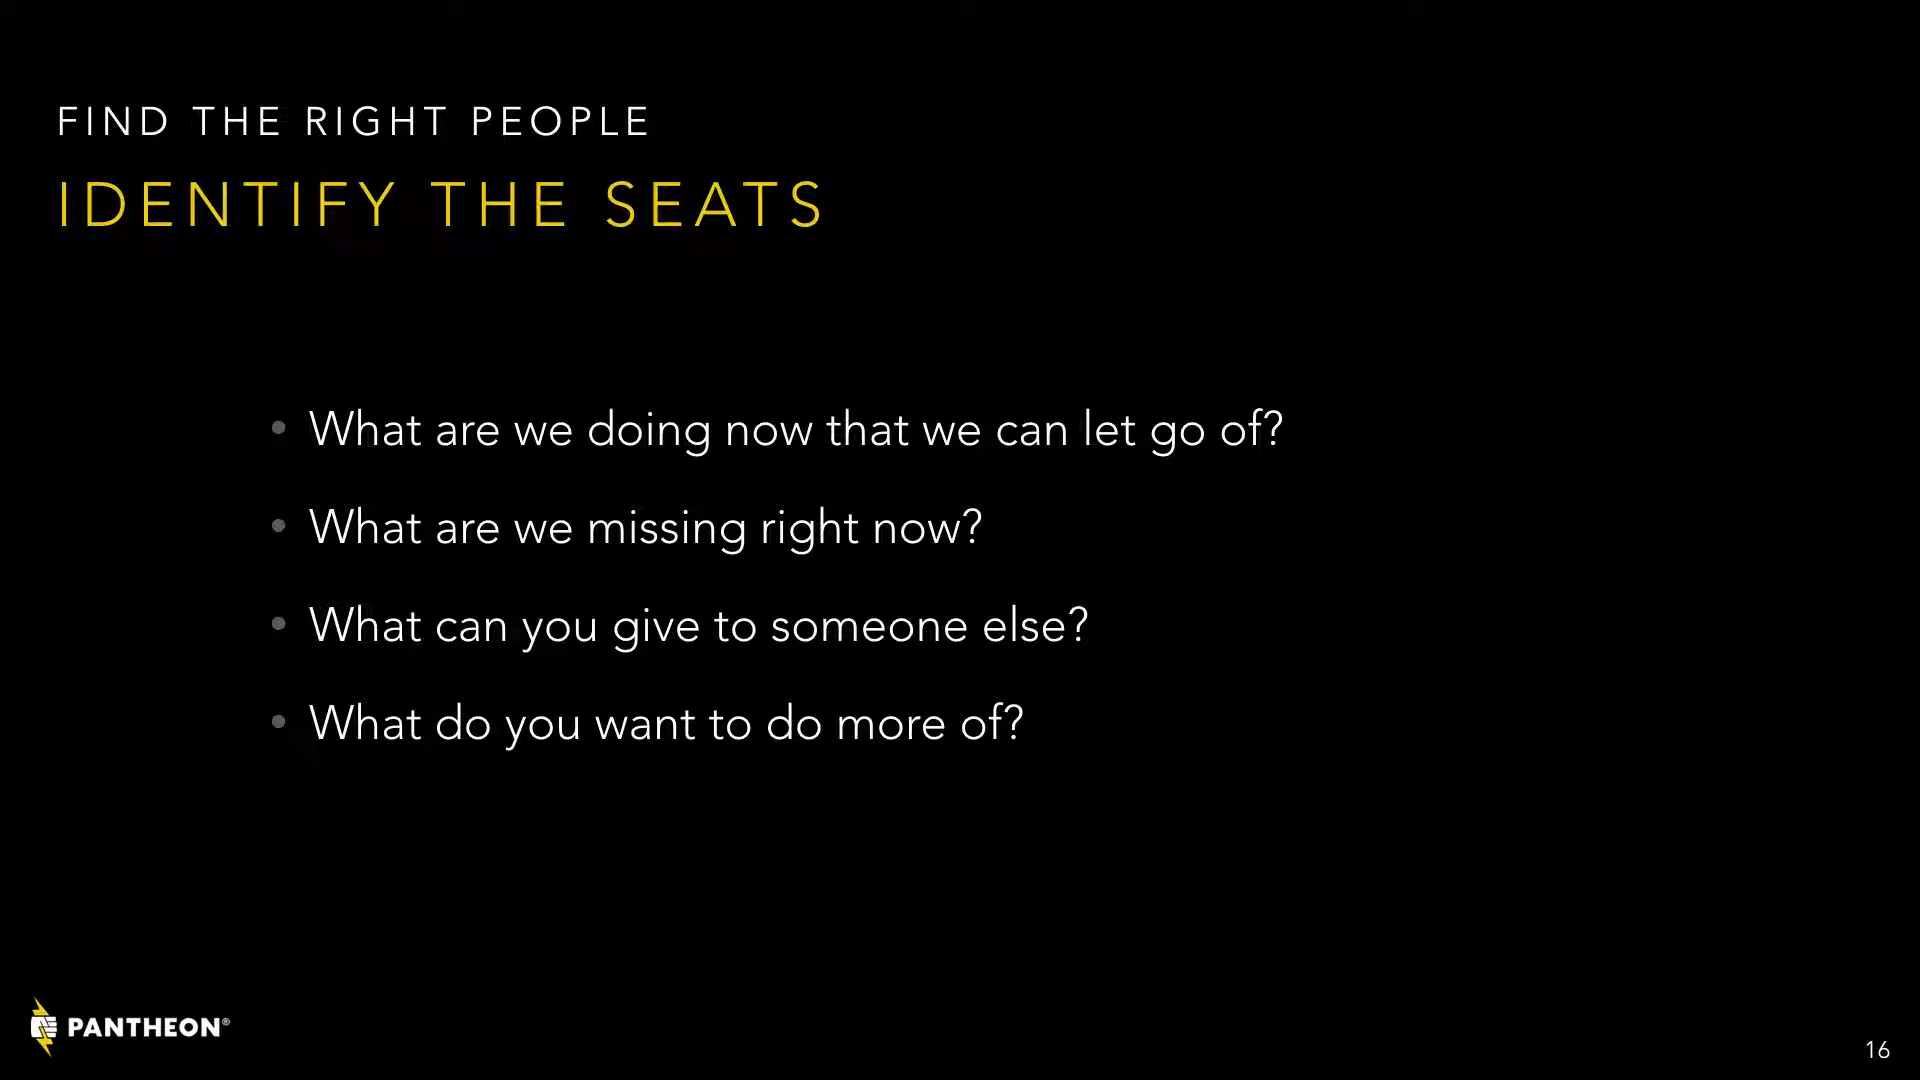 FIND THE RIGHT PEOPLE
IDENTIFY THE SEATS
• What are we doing now that we can let go of?
• What are we missing right now?
• What can you give to someone else?
• What do you want to do more of?
PANTHEON®
16